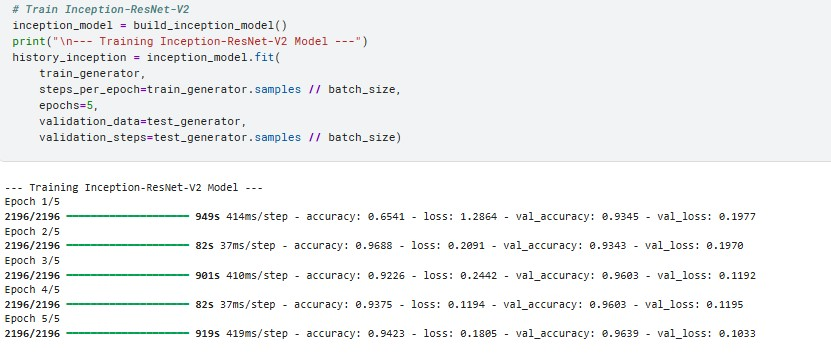 # Train Inception-ResNet-V2
inception_model = build_inception_model()
print("\n--- Training Inception-ResNet-V2 Model ---")
history_inception = inception_model.fit(
    train_generator,
    steps_per_epoch=train_generator.samples // batch_size,
    epochs=5,
    validation_data=test_generator,
    validation_steps=test_generator.samples // batch_size)
--- Training Inception-ResNet-V2 Model ---
Epoch 1/5
2196/2196 ━━━━━━━━━━━━━━━━━━━━ 949s 414ms/step - accuracy: 0.6541 - loss: 1.2864 - val_accuracy: 0.9345 - val_loss: 0.1977
Epoch 2/5
2196/2196 ━━━━━━━━━━━━━━━━━━━━ 82s 37ms/step - accuracy: 0.9688 - loss: 0.2091 - val_accuracy: 0.9343 - val_loss: 0.1970
Epoch 3/5
2196/2196 ━━━━━━━━━━━━━━━━━━━━ 901s 410ms/step - accuracy: 0.9226 - loss: 0.2442 - val_accuracy: 0.9603 - val_loss: 0.1192
Epoch 4/5
2196/2196 ━━━━━━━━━━━━━━━━━━━━ 82s 37ms/step - accuracy: 0.9375 - loss: 0.1194 - val_accuracy: 0.9603 - val_loss: 0.1195
Epoch 5/5
2196/2196 ━━━━━━━━━━━━━━━━━━━━ 919s 419ms/step - accuracy: 0.9423 - loss: 0.1805 - val_accuracy: 0.9639 - val_loss: 0.1033